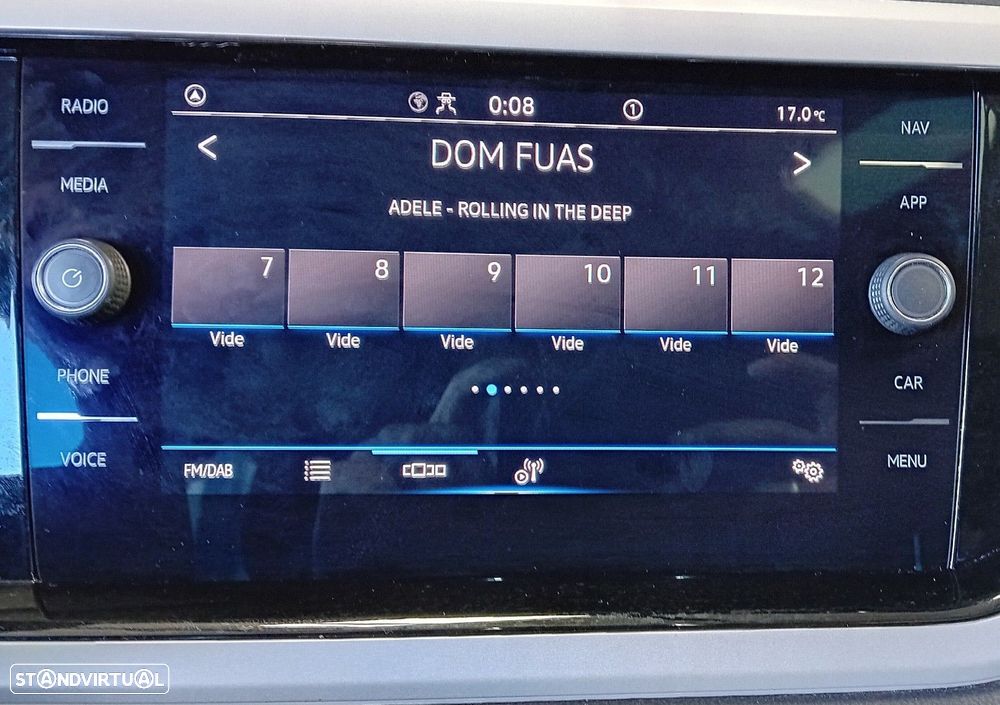 RADIO
MEDIA
PHONE
VOICE
0:08
1
17.0°C
<
DOM FUAS
>
ADELE - ROLLING IN THE DEEP
7 8 9 10 11 12
Vide Vide Vide Vide Vide Vide
FM/DAB
NAV
APP
CAR
MENU
STANDVIRTUAL